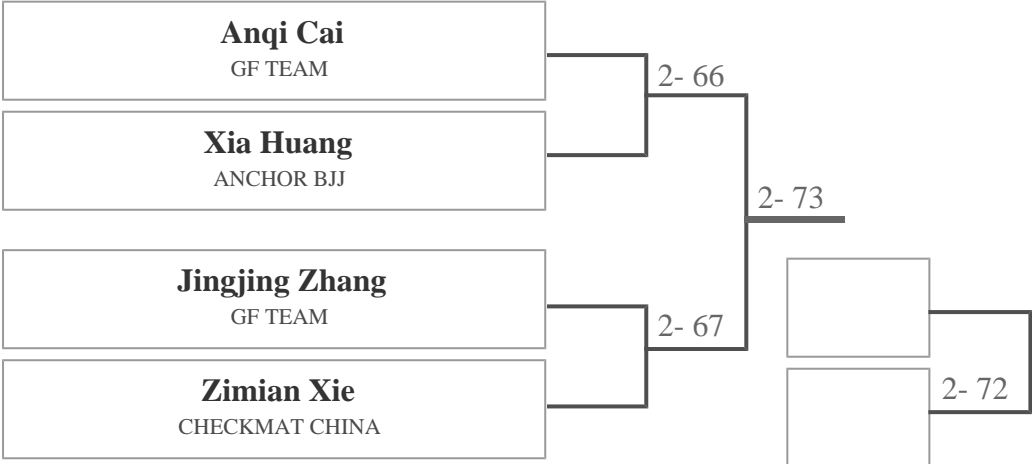 Anqi Cai
GF TEAM
2- 66
Xia Huang
ANCHOR BJJ
2- 73
Jingjing Zhang
GF TEAM
2- 67
Zimian Xie
CHECKMAT CHINA
2- 72